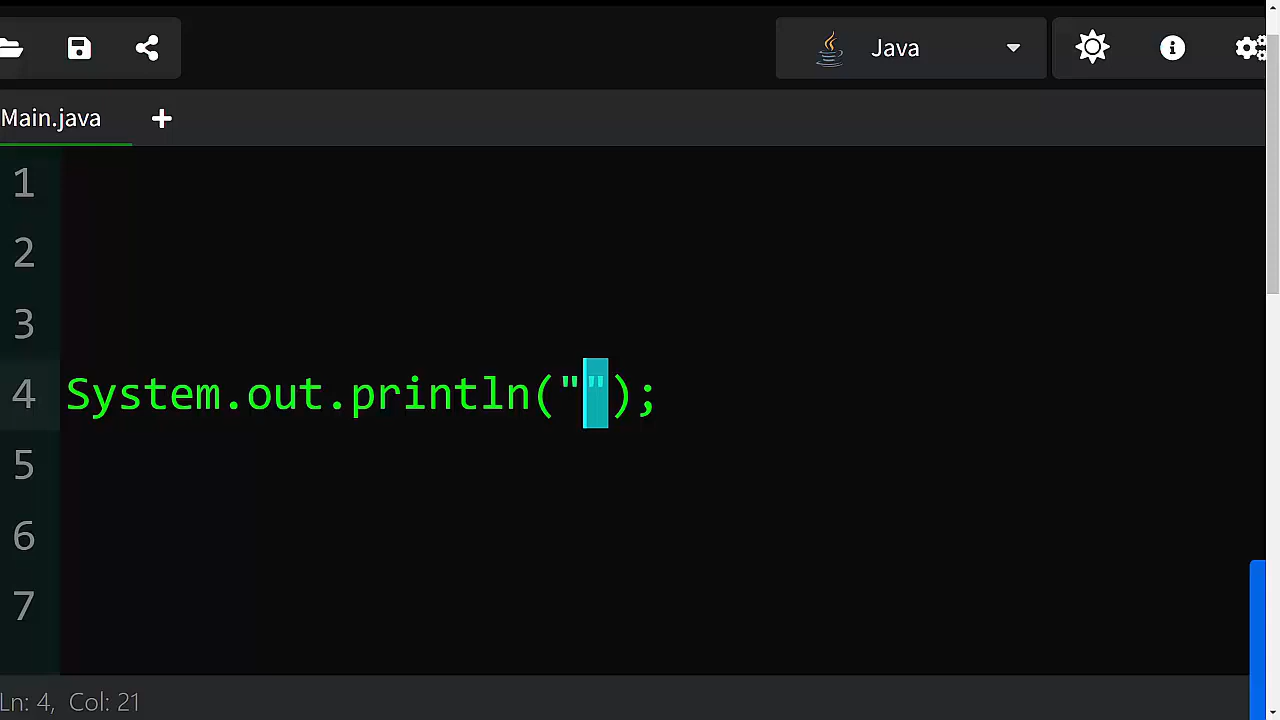 Java
Main.java
1
2
3
4 System.out.println("");
5
6
7
Ln: 4, Col: 21